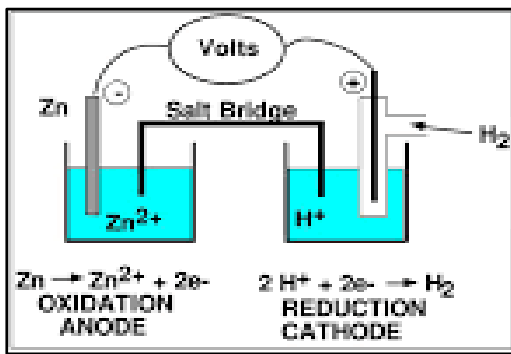 Volts
- +
Zn
Salt Bridge
H₂
Zn²⁺ H⁺
Zn → Zn²⁺ + 2e- 2 H⁺ + 2e- → H₂
OXIDATION REDUCTION
ANODE CATHODE